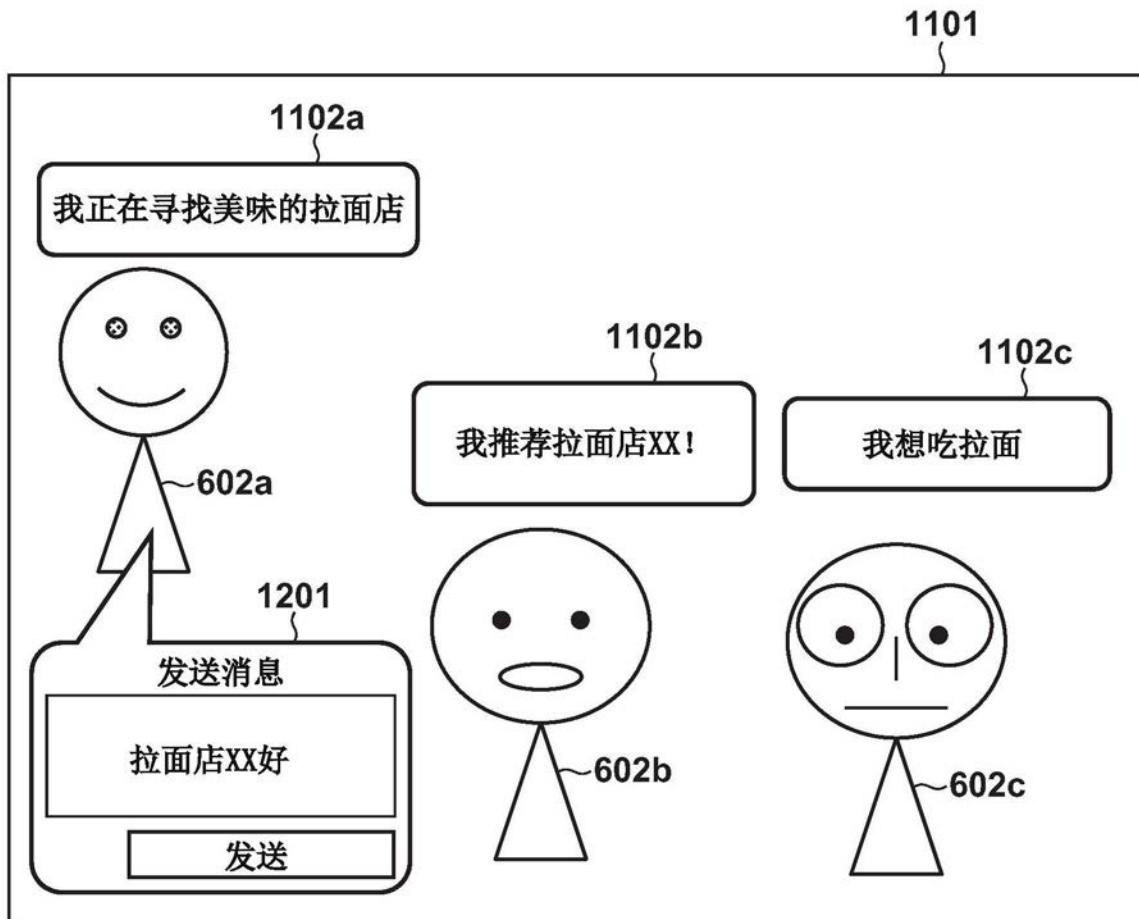 1101
1102a
我正在寻找美味的拉面店
1102b
1102c
我推荐拉面店XX!
我想吃拉面
602a
1201
发送消息
拉面店XX好
发送
602b
602c